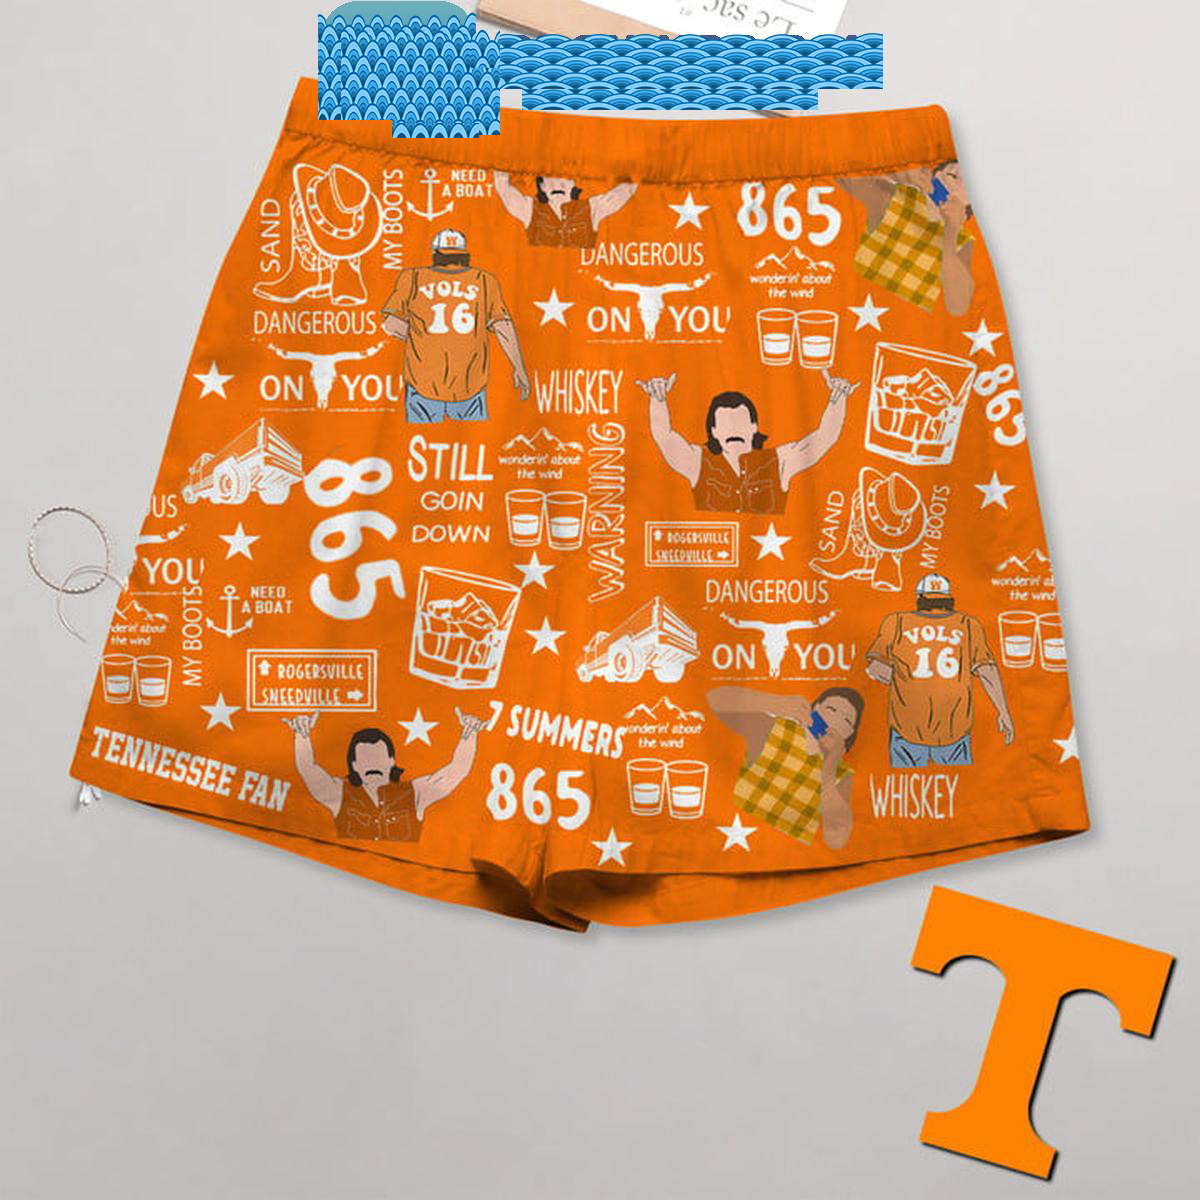 Le sac
SAND
MY BOOTS
NEED
A BOAT
865
DANGEROUS
wonderin' about
the wind
ON YOU
W
VOLS
16
DANGEROUS
ON YOU
WHISKEY
865
STILL
GOIN
DOWN
wonderin' about
the wind
WARNING
865
SAND
MY BOOTS
ROGERSVILLE
SNEEDVILLE
US
YOU
MY BOOTS
NEED
A BOAT
DANGEROUS
ON YOU
wonderin' about
the wind
W
VOLS
16
derin' about
the wind
ROGERSVILLE
SNEEDVILLE
7 SUMMERS
wonderin' about
the wind
TENNESSEE FAN
865
WHISKEY
T